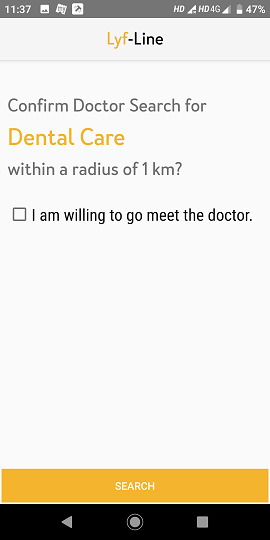 11:37 HD HD 4G 47%
Lyf-Line
Confirm Doctor Search for
Dental Care
within a radius of 1 km?
I am willing to go meet the doctor.
SEARCH